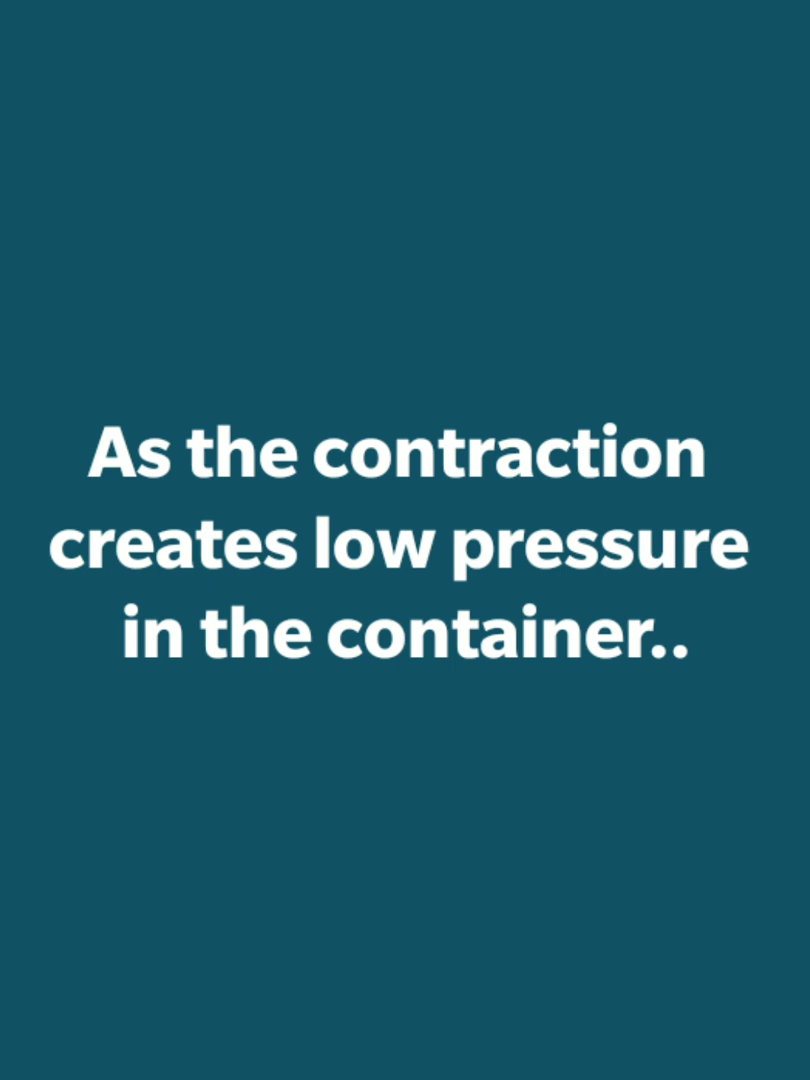 As the contraction
creates low pressure
in the container..